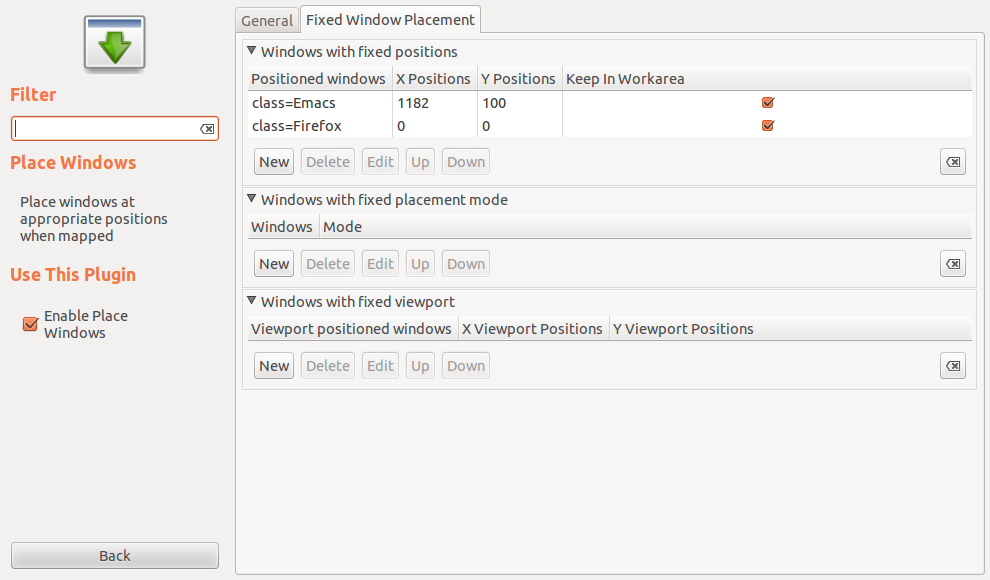 General Fixed Window Placement
Filter
Place Windows
Place windows at
appropriate positions
when mapped
Use This Plugin
Enable Place
Windows
Back
Windows with fixed positions
Positioned windows X Positions Y Positions Keep In Workarea
class=Emacs 1182 100
class=Firefox 0 0
New Delete Edit Up Down
Windows with fixed placement mode
Windows Mode
New Delete Edit Up Down
Windows with fixed viewport
Viewport positioned windows X Viewport Positions Y Viewport Positions
New Delete Edit Up Down